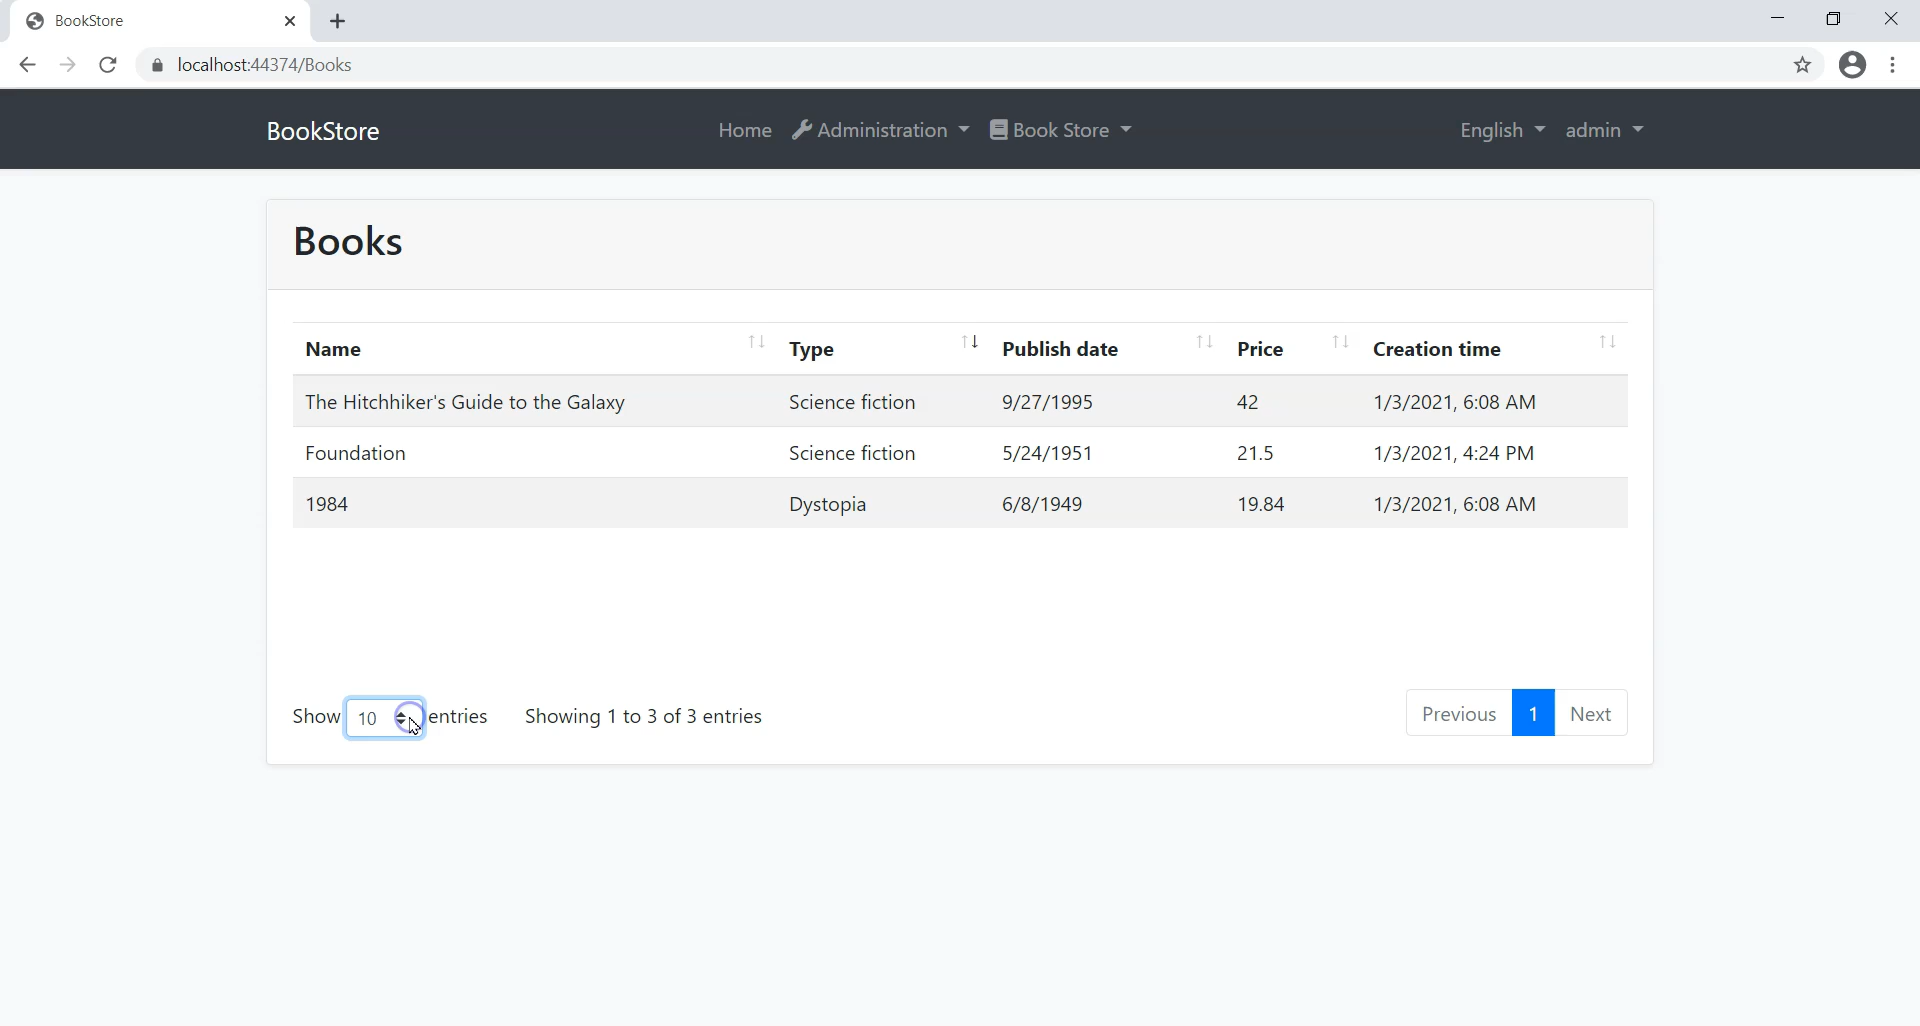 BookStore
localhost:44374/Books
BookStore Home Administration Book Store English admin
Books
Name Type Publish date Price Creation time
The Hitchhiker's Guide to the Galaxy Science fiction 9/27/1995 42 1/3/2021, 6:08 AM
Foundation Science fiction 5/24/1951 21.5 1/3/2021, 4:24 PM
1984 Dystopia 6/8/1949 19.84 1/3/2021, 6:08 AM
Show 10 entries Showing 1 to 3 of 3 entries Previous 1 Next